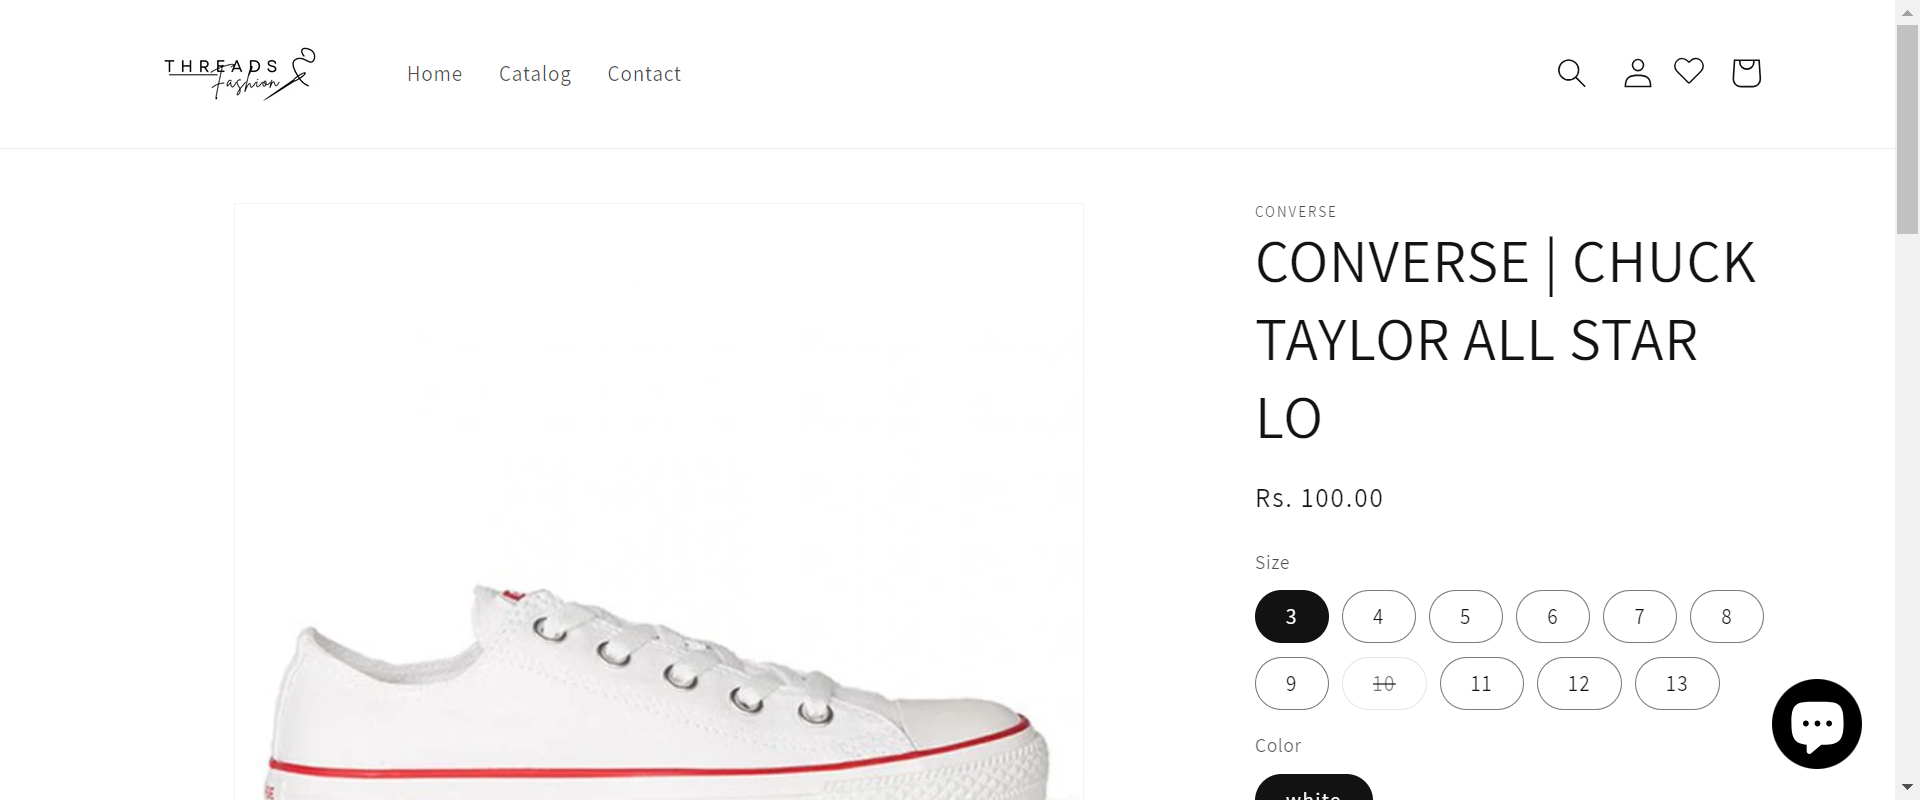 THREADS
Fashion
Home Catalog Contact
CONVERSE
CONVERSE | CHUCK
TAYLOR ALL STAR
LO
Rs. 100.00
Size
3 4 5 6 7 8
9 10 11 12 13
Color
white